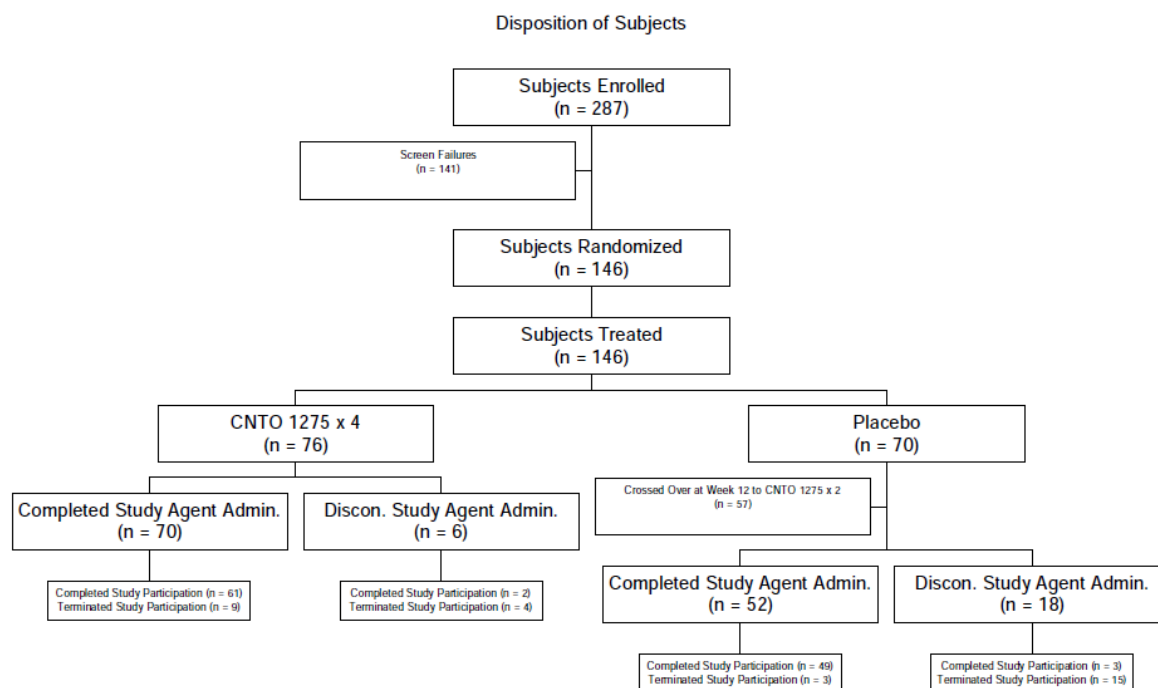 Disposition of Subjects
Subjects Enrolled
(n = 287)
Screen Failures
(n = 141)
Subjects Randomized
(n = 146)
Subjects Treated
(n = 146)
CNTO 1275 x 4
(n = 76)
Placebo
(n = 70)
Crossed Over at Week 12 to CNTO 1275 x 2
(n = 57)
Completed Study Agent Admin.
(n = 70)
Discon. Study Agent Admin.
(n = 6)
Completed Study Participation (n = 61)
Terminated Study Participation (n = 9)
Completed Study Participation (n = 2)
Terminated Study Participation (n = 4)
Completed Study Agent Admin.
(n = 52)
Discon. Study Agent Admin.
(n = 18)
Completed Study Participation (n = 49)
Terminated Study Participation (n = 3)
Completed Study Participation (n = 3)
Terminated Study Participation (n = 15)